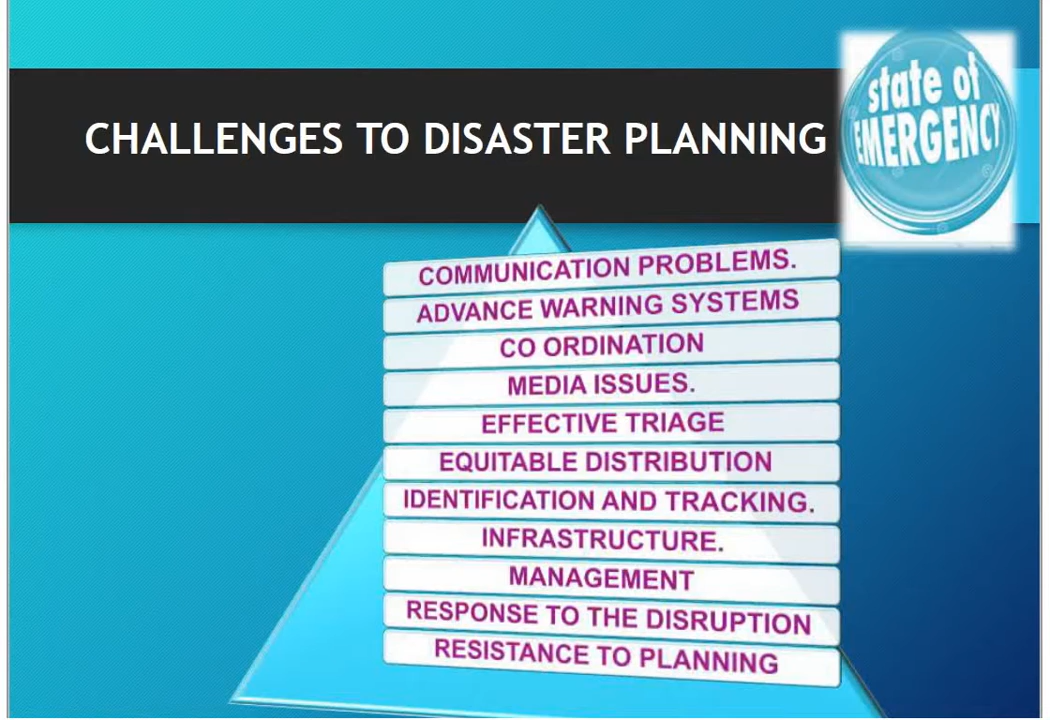 CHALLENGES TO DISASTER PLANNING
state of
EMERGENCY
COMMUNICATION PROBLEMS.
ADVANCE WARNING SYSTEMS
CO ORDINATION
MEDIA ISSUES.
EFFECTIVE TRIAGE
EQUITABLE DISTRIBUTION
IDENTIFICATION AND TRACKING.
INFRASTRUCTURE.
MANAGEMENT
RESPONSE TO THE DISRUPTION
RESISTANCE TO PLANNING